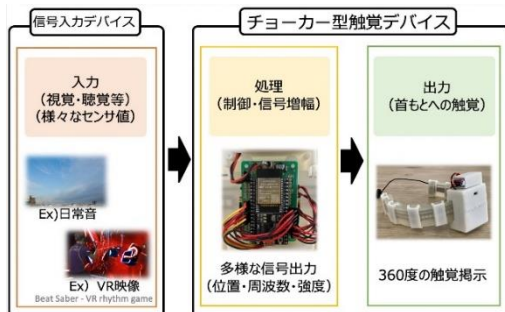 信号入力デバイス
チョーカー型触覚デバイス
入力
(視覚・聴覚等)
(様々なセンサ値)
Ex)日常音
Ex) VR映像
Beat Saber - VR rhythm game
処理
(制御・信号増幅)
多様な信号出力
(位置・周波数・強度)
出力
(首もとへの触覚)
360度の触覚掲示